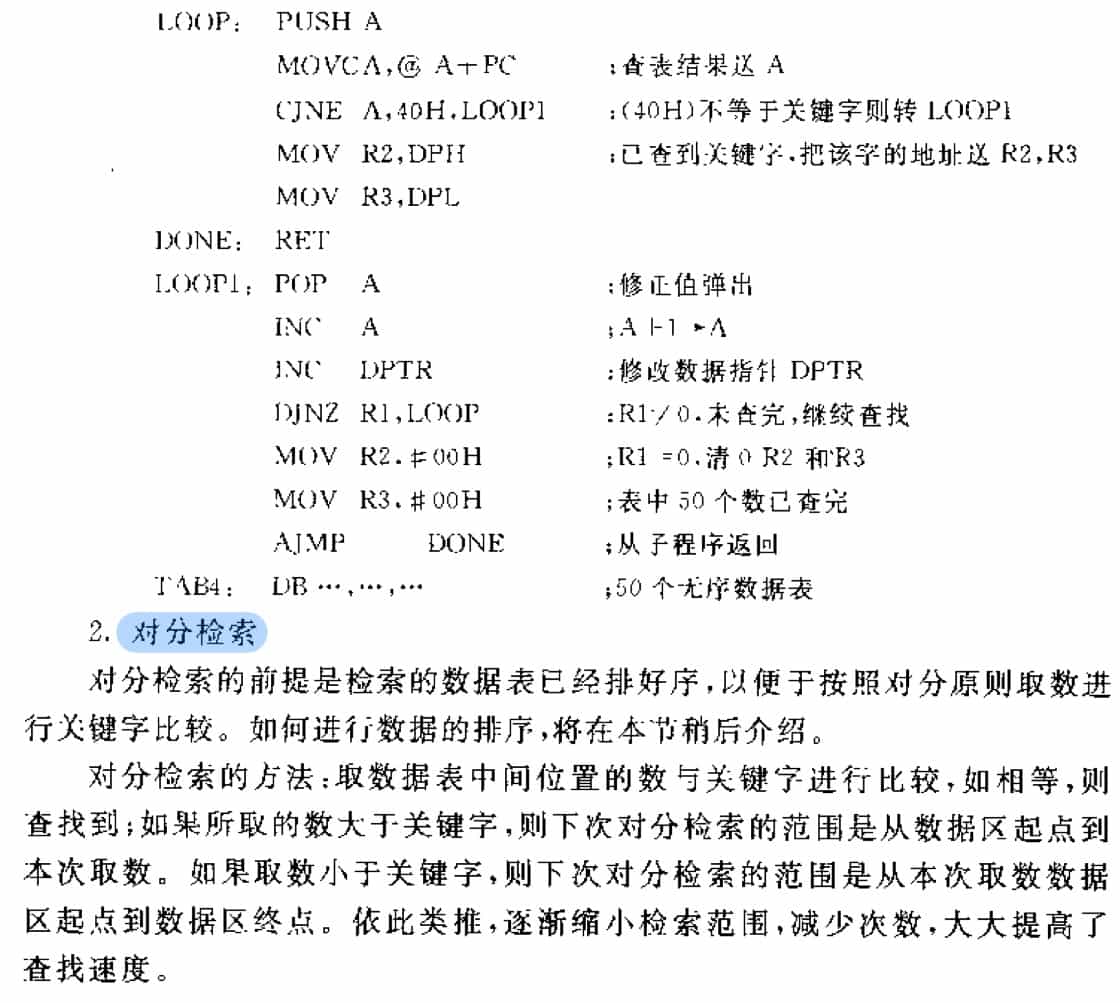 LOOP: PUSH A
MOVCA,@ A+PC ;查表结果送 A
CJNE A,40H,LOOP1 ;(40H)不等于关键字则转 LOOP1
MOV R2,DPH ;已查到关键字,把该字的地址送 R2,R3
MOV R3,DPL
DONE: RET
LOOP1: POP A ;修正值弹出
INC A ;A+1→A
INC DPTR ;修改数据指针 DPTR
DJNZ R1,LOOP ;R1≠0,未查完,继续查找
MOV R2,#00H ;R1=0,清 0 R2 和 R3
MOV R3,#00H ;表中 50 个数已查完
AJMP DONE ;从子程序返回
TAB4: DB …,…,… ;50 个无序数据表
2. 对分检索
对分检索的前提是检索的数据表已经排好序,以便于按照对分原则取数进
行关键字比较。如何进行数据的排序,将在本节稍后介绍。
对分检索的方法:取数据表中间位置的数与关键字进行比较,如相等,则
查找到;如果所取的数大于关键字,则下次对分检索的范围是从数据区起点到
本次取数。如果取数小于关键字,则下次对分检索的范围是从本次取数数据
区起点到数据区终点。依此类推,逐渐缩小检索范围,减少次数,大大提高了
查找速度。